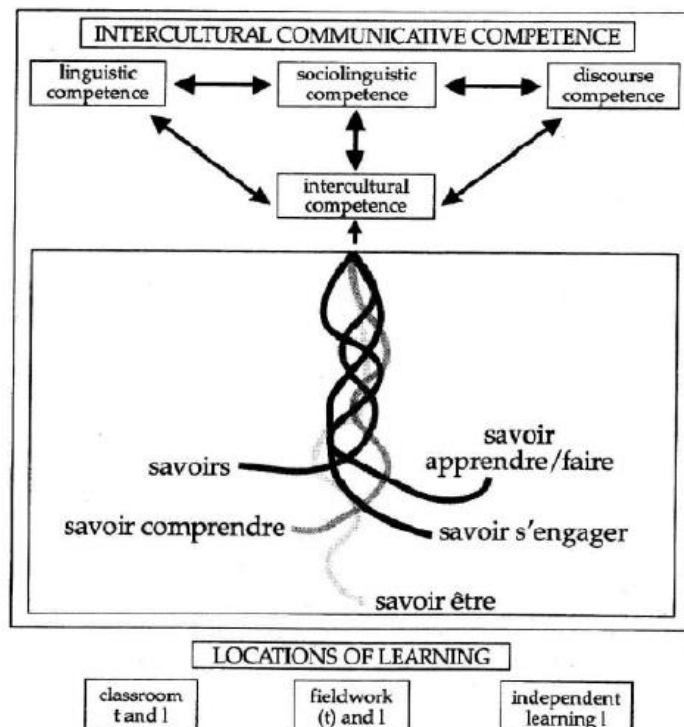 INTERCULTURAL COMMUNICATIVE COMPETENCE
linguistic
competence
sociolinguistic
competence
discourse
competence
intercultural
competence
savoirs
savoir
apprendre/faire
savoir comprendre
savoir s'engager
savoir être
LOCATIONS OF LEARNING
classroom
t and l
fieldwork
(t) and l
independent
learning